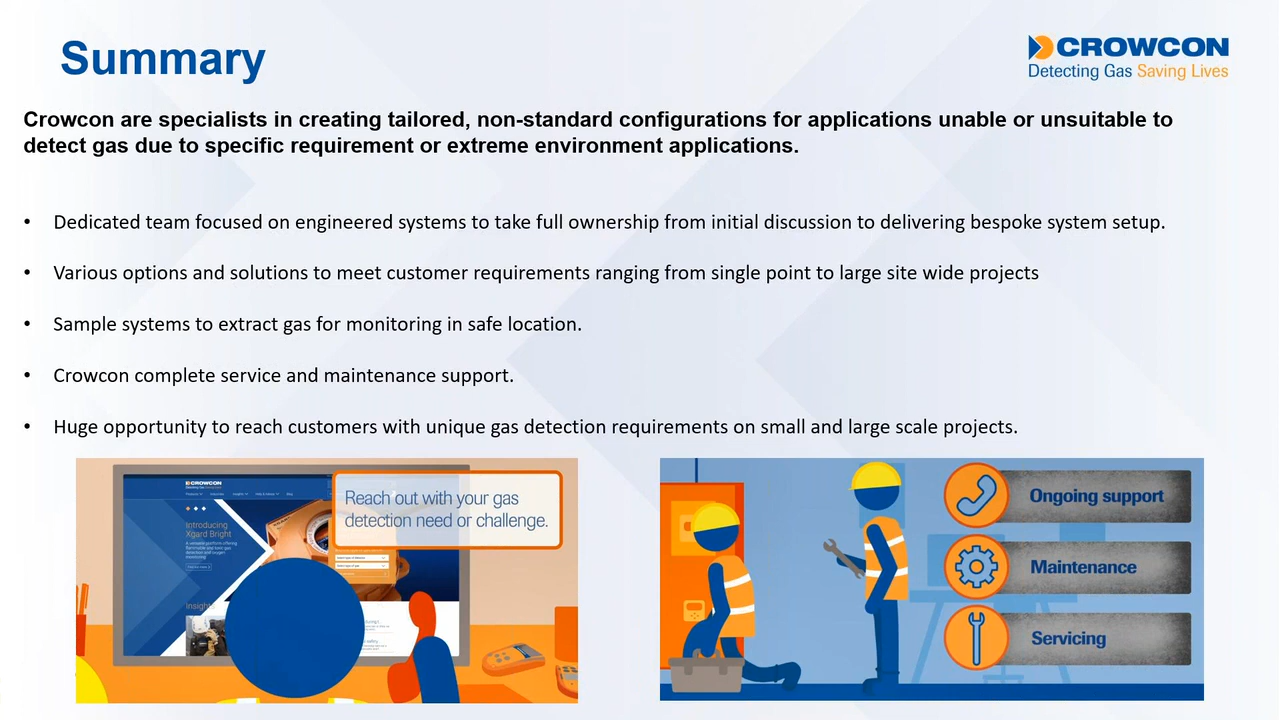 Summary
CROWCON
Detecting Gas Saving Lives
Crowcon are specialists in creating tailored, non-standard configurations for applications unable or unsuitable to
detect gas due to specific requirement or extreme environment applications.
• Dedicated team focused on engineered systems to take full ownership from initial discussion to delivering bespoke system setup.
• Various options and solutions to meet customer requirements ranging from single point to large site wide projects
• Sample systems to extract gas for monitoring in safe location.
• Crowcon complete service and maintenance support.
• Huge opportunity to reach customers with unique gas detection requirements on small and large scale projects.
CROWCON
Introducing
Xgard Bright
Insights
Reach out with your gas
detection need or challenge.
Ongoing support
Maintenance
Servicing